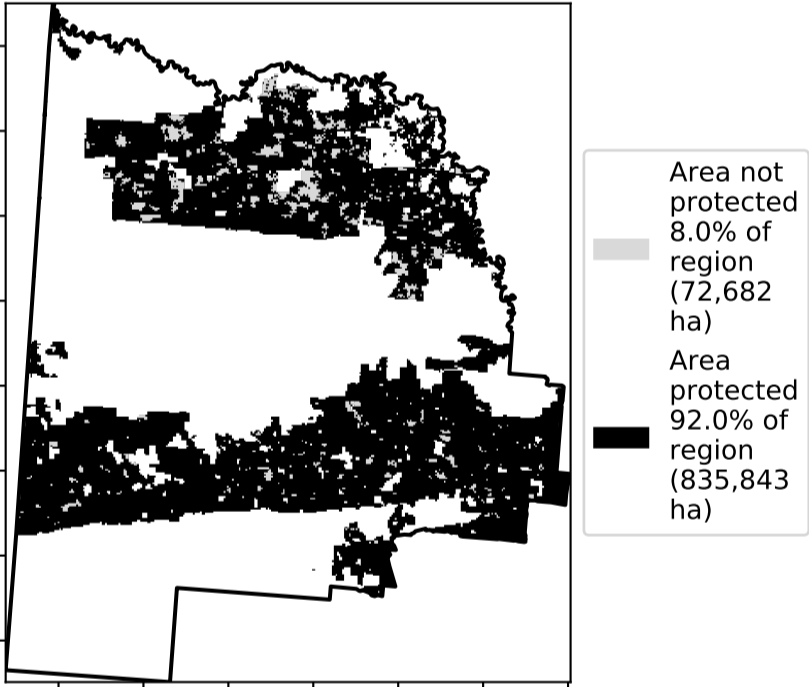 Area not
protected
8.0% of
region
(72,682
ha)
Area
protected
92.0% of
region
(835,843
ha)